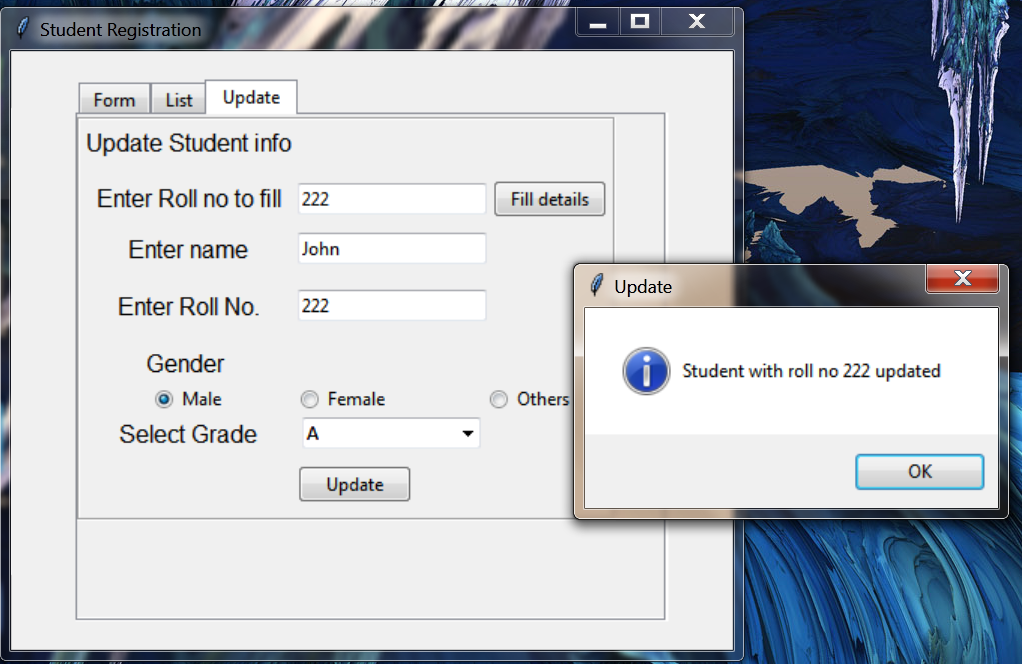 Student Registration
Form List Update
Update Student info
Enter Roll no to fill 222 Fill details
Enter name John
Enter Roll No. 222
Gender
Male Female Others
Select Grade A
Update
Update
Student with roll no 222 updated
OK